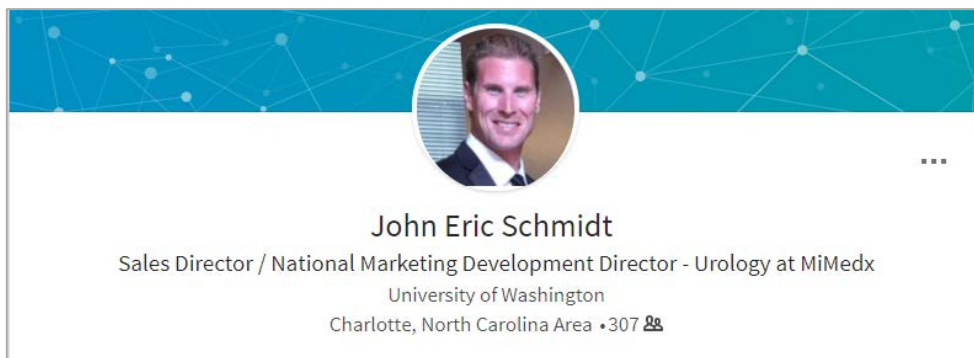 John Eric Schmidt
Sales Director / National Marketing Development Director - Urology at MiMedx
University of Washington
Charlotte, North Carolina Area • 307